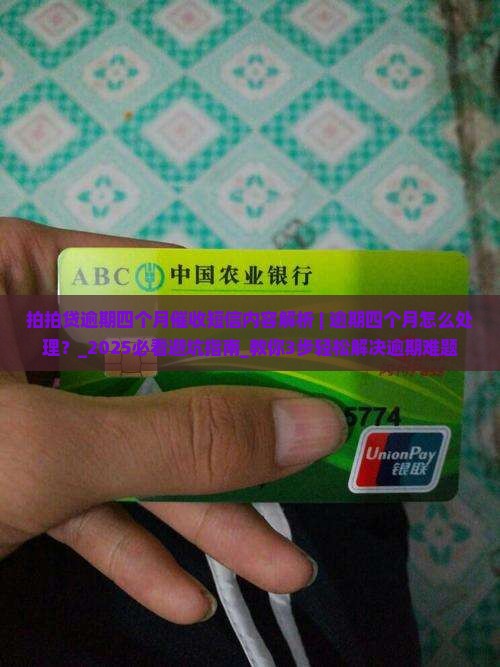 ABC 中国农业银行
拍拍贷逾期四个月催收短信内容解析 | 逾期四个月怎么处
理？_2025必看避坑指南_教你3步轻松解决逾期难题
5774
UnionPay
银联